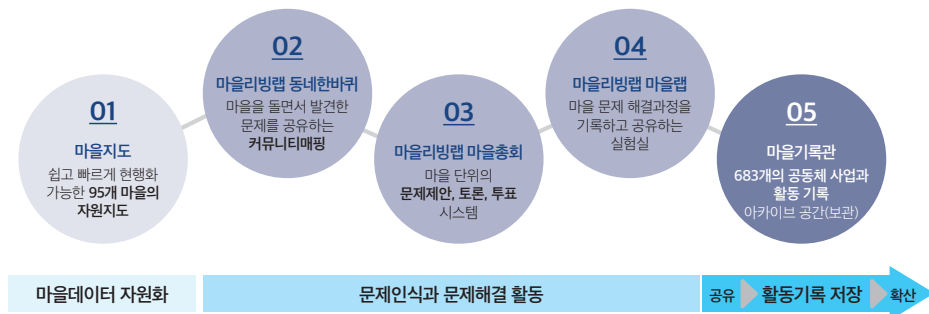 01
마을지도
쉽고 빠르게 현행화
가능한 95개 마을의
자원지도
02
마을리빙랩 동네한바퀴
마을을 돌면서 발견한
문제를 공유하는
커뮤니티매핑
03
마을리빙랩 마을총회
마을 단위의
문제제안, 토론, 투표
시스템
04
마을리빙랩 마을랩
마을 문제 해결과정을
기록하고 공유하는
실험실
05
마을기록관
683개의 공동체 사업과
활동 기록
아카이브 공간(보관)
마을데이터 자원화
문제인식과 문제해결 활동
공유 활동기록 저장 확산